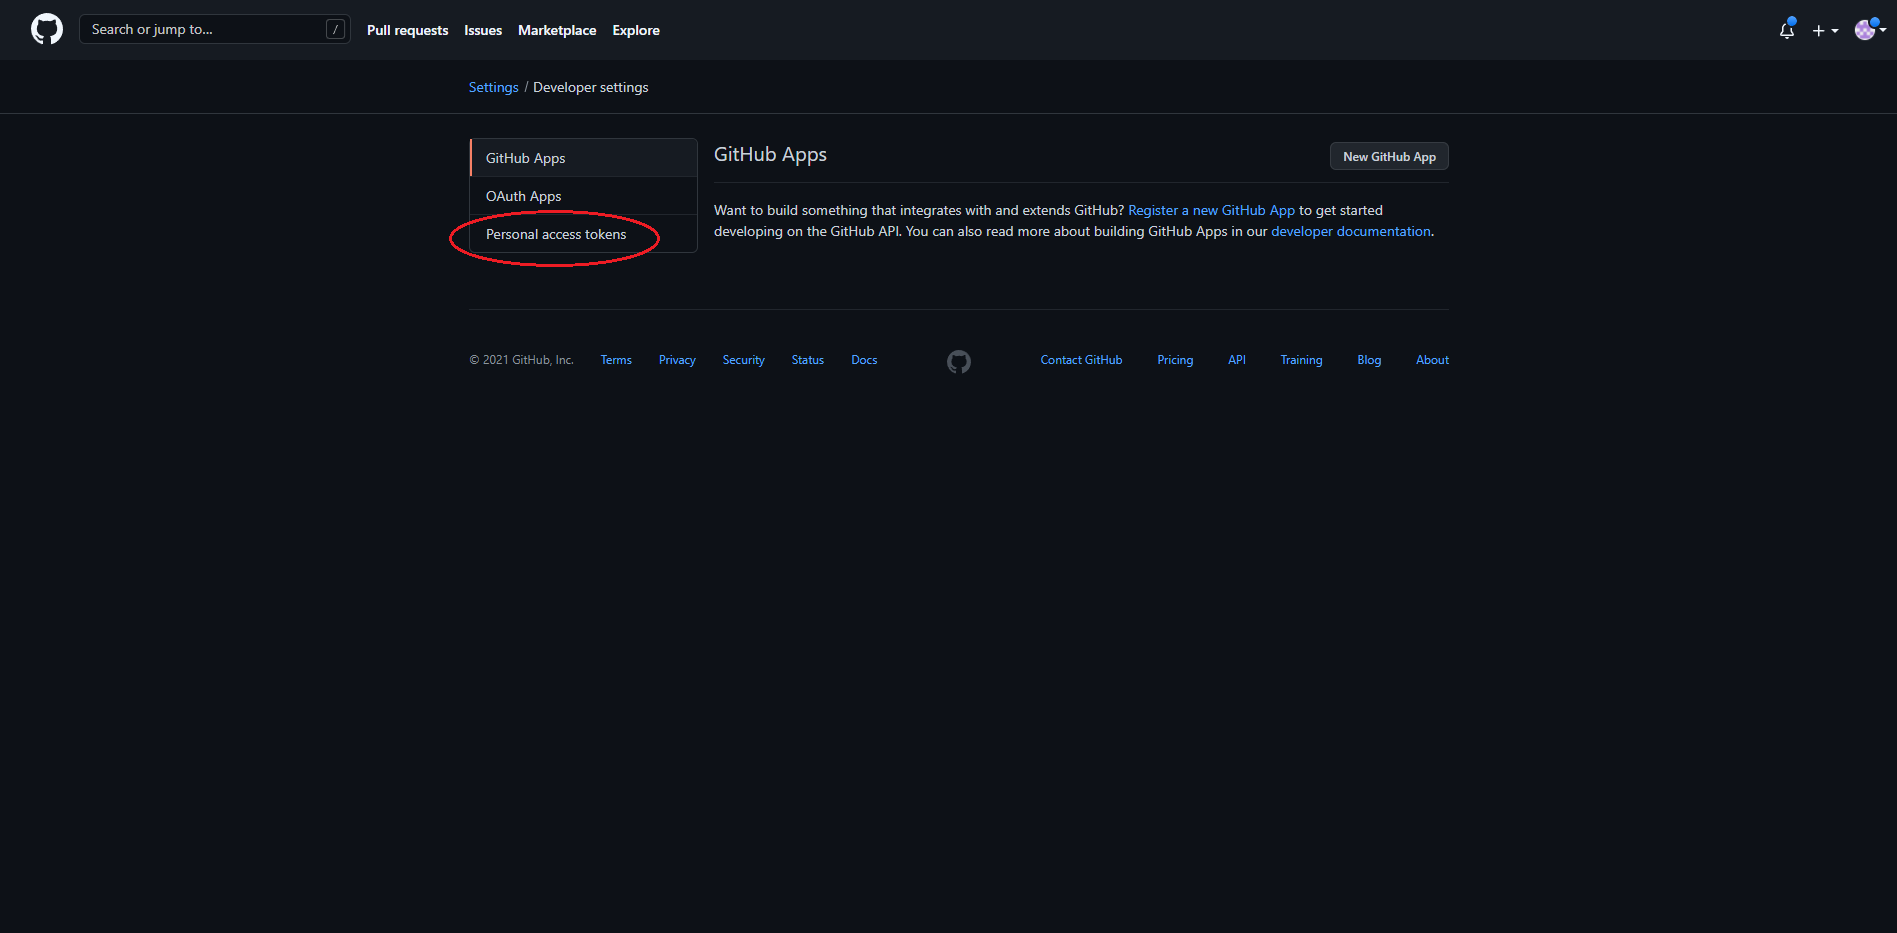 Search or jump to... /
Pull requests Issues Marketplace Explore
Settings / Developer settings
GitHub Apps
OAuth Apps
Personal access tokens
GitHub Apps
New GitHub App
Want to build something that integrates with and extends GitHub? Register a new GitHub App to get started
developing on the GitHub API. You can also read more about building GitHub Apps in our developer documentation.
© 2021 GitHub, Inc. Terms Privacy Security Status Docs Contact GitHub Pricing API Training Blog About